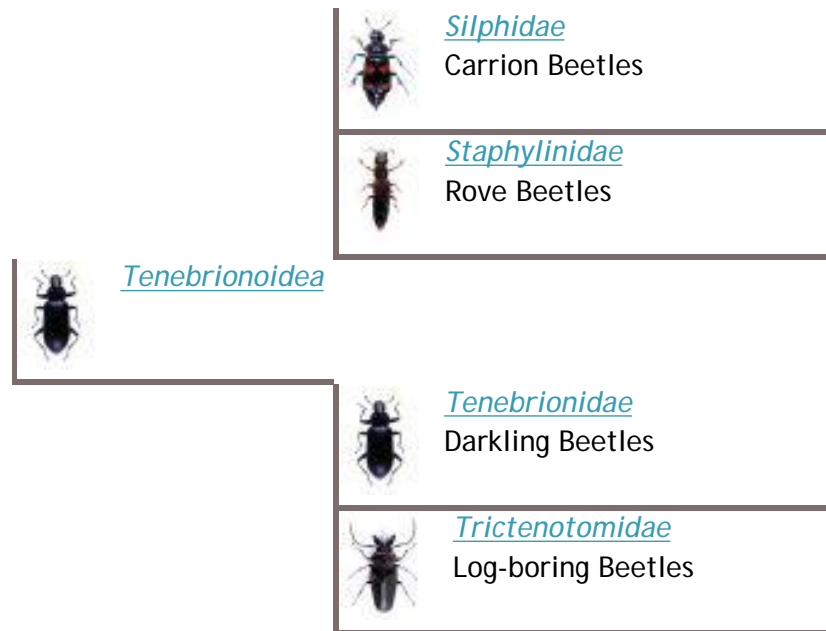 Silphidae
Carrion Beetles
Staphylinidae
Rove Beetles
Tenebrionoidea
Tenebrionidae
Darkling Beetles
Trictenotomidae
Log-boring Beetles